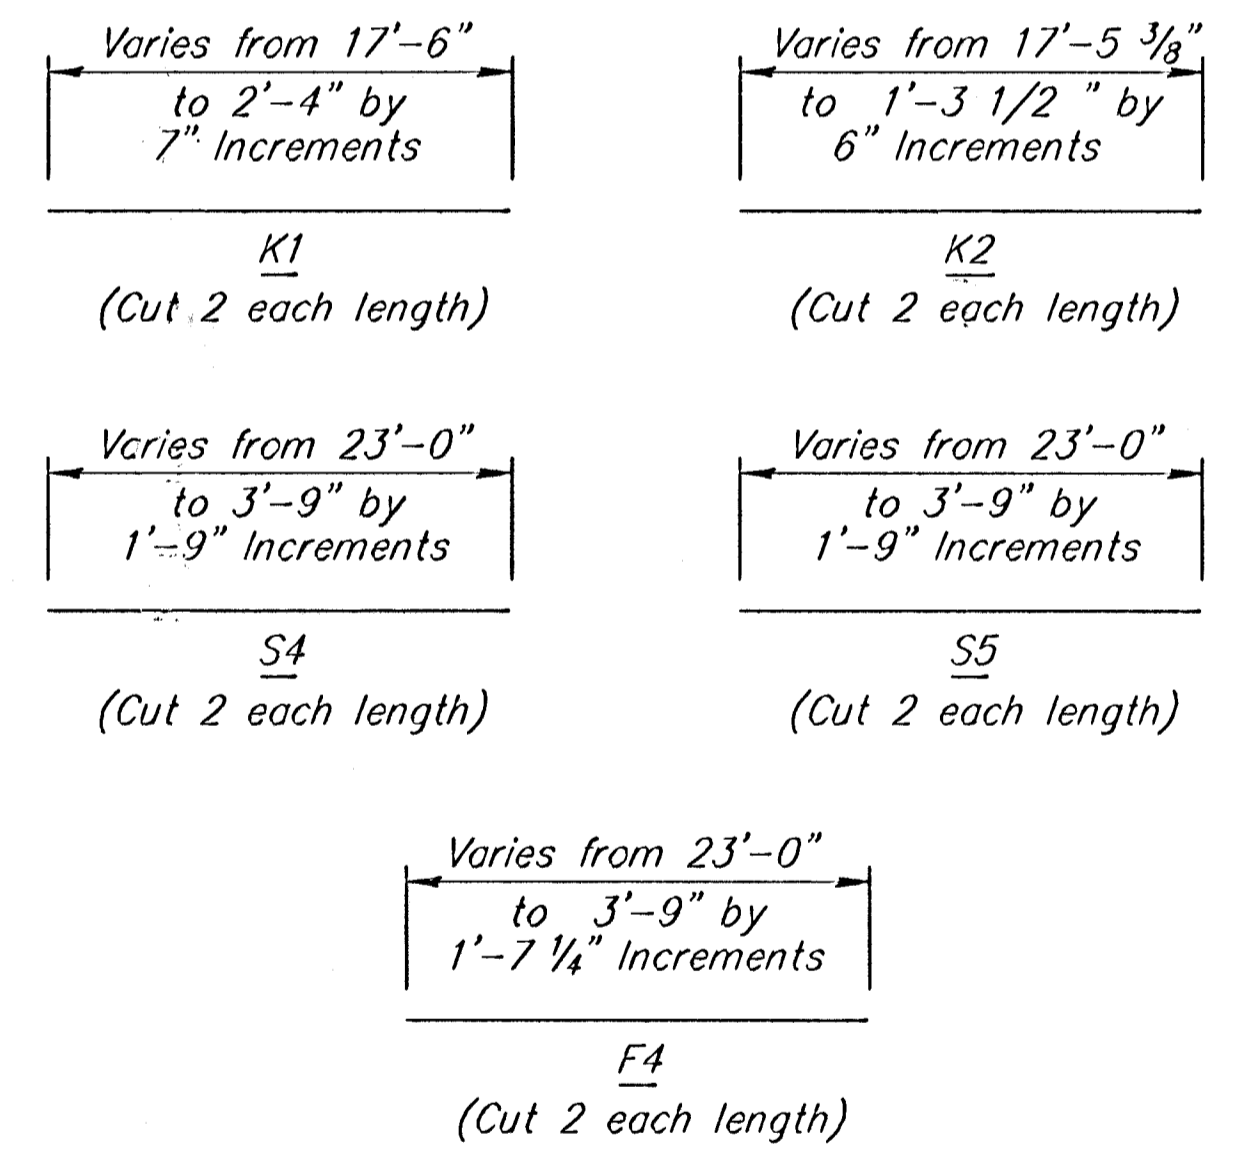 Varies from 17'-6"
to 2'-4" by
7" Increments
K1
(Cut 2 each length)
Varies from 17'-5 3/8"
to 1'-3 1/2 " by
6" Increments
K2
(Cut 2 each length)
Varies from 23'-0"
to 3'-9" by
1'-9" Increments
S4
(Cut 2 each length)
Varies from 23'-0"
to 3'-9" by
1'-9" Increments
S5
(Cut 2 each length)
Varies from 23'-0"
to 3'-9" by
1'-7 1/4" Increments
F4
(Cut 2 each length)